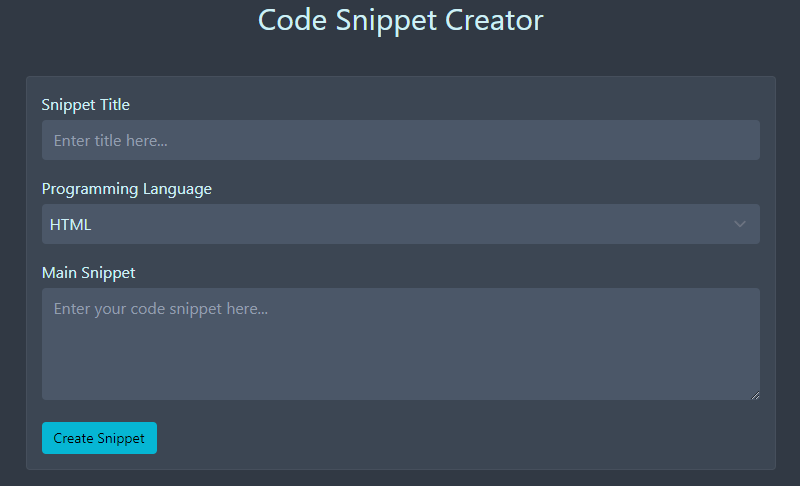 Code Snippet Creator
Snippet Title
Enter title here...
Programming Language
HTML
Main Snippet
Enter your code snippet here...
Create Snippet